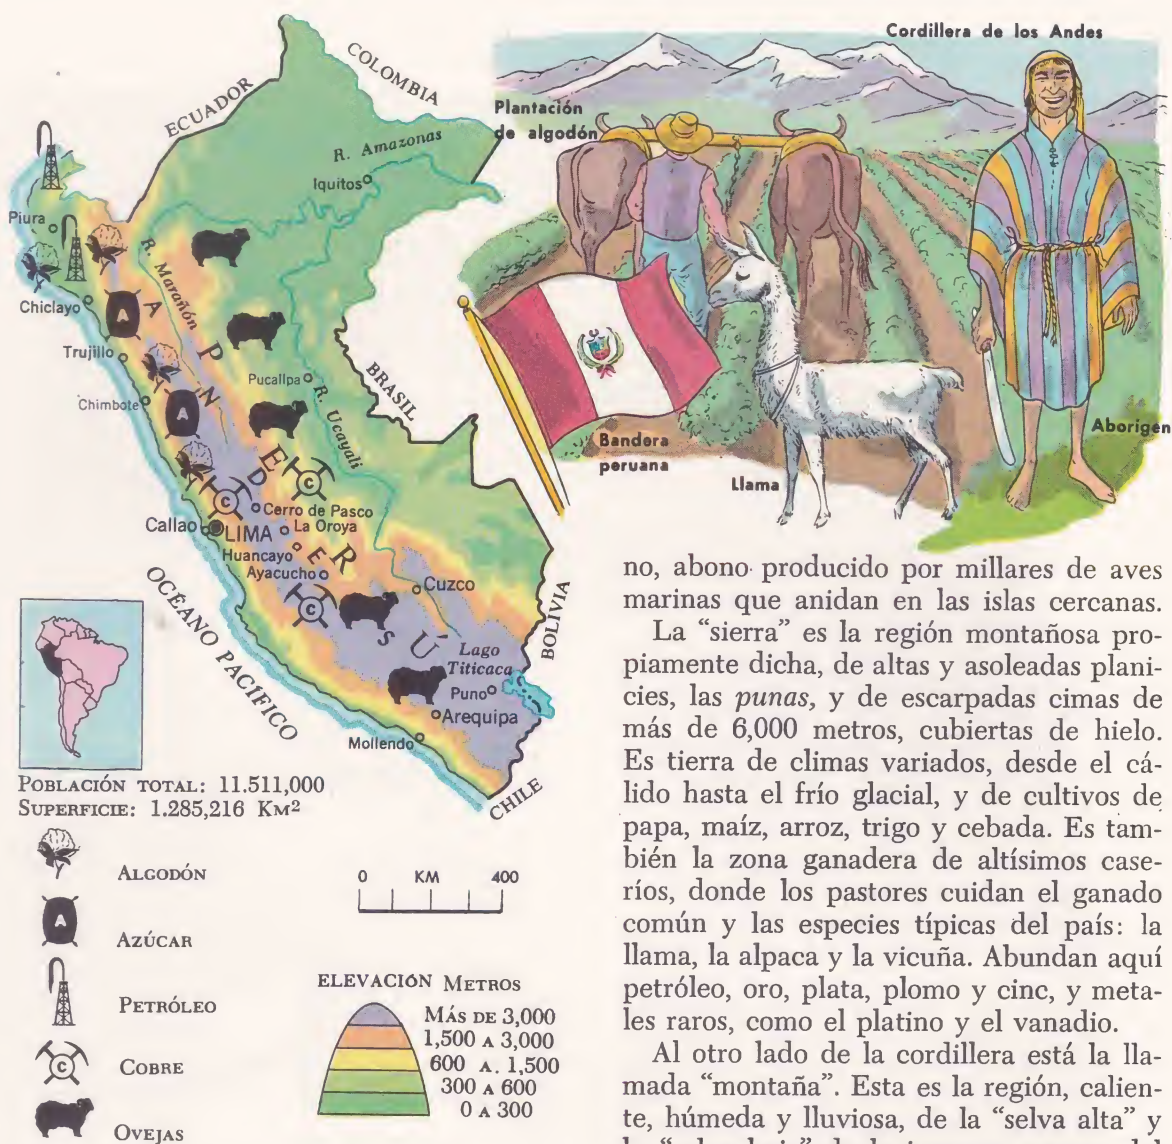 COLOMBIA
ECUADOR
R. Amazonas
Iquitos
Piura
R. Marañón
Chiclayo
Trujillo
Pucallpa
Chimbote
BRASIL
R. Ucayali
ANDES
PERÚ
Cerro de Pasco
Callao
LIMA
La Oroya
Huancayo
Ayacucho
Cuzco
OCÉANO PACÍFICO
BOLIVIA
Lago
Titicaca
Puno
Arequipa
Mollendo
CHILE
A
A
C
C
C
POBLACIÓN TOTAL: 11.511,000
SUPERFICIE: 1.285,216 KM²
ALGODÓN
A
AZÚCAR
PETRÓLEO
C
COBRE
OVEJAS
0 KM 400
ELEVACIÓN METROS
MÁS DE 3,000
1,500 A 3,000
600 A. 1,500
300 A 600
0 A 300
Cordillera de los Andes
Plantación
de algodón
Bandera
peruana
Llama
Aborigen
no, abono producido por millares de aves
marinas que anidan en las islas cercanas.
La “sierra” es la región montañosa pro-
piamente dicha, de altas y asoleadas plani-
cies, las punas, y de escarpadas cimas de
más de 6,000 metros, cubiertas de hielo.
Es tierra de climas variados, desde el cá-
lido hasta el frío glacial, y de cultivos de
papa, maíz, arroz, trigo y cebada. Es tam-
bién la zona ganadera de altísimos case-
ríos, donde los pastores cuidan el ganado
común y las especies típicas del país: la
llama, la alpaca y la vicuña. Abundan aquí
petróleo, oro, plata, plomo y cinc, y meta-
les raros, como el platino y el vanadio.
Al otro lado de la cordillera está la lla-
mada “montaña”. Esta es la región, calien-
te, húmeda y lluviosa, de la “selva alta” y